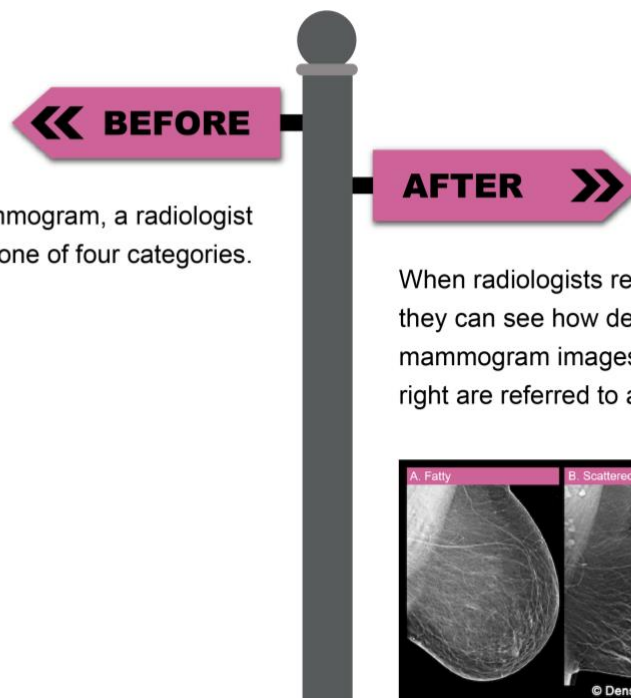 BEFORE
mmogram, a radiologist
one of four categories.
AFTER
When radiologists re
they can see how de
mammogram images
right are referred to a
A. Fatty
B. Scattered
© Den